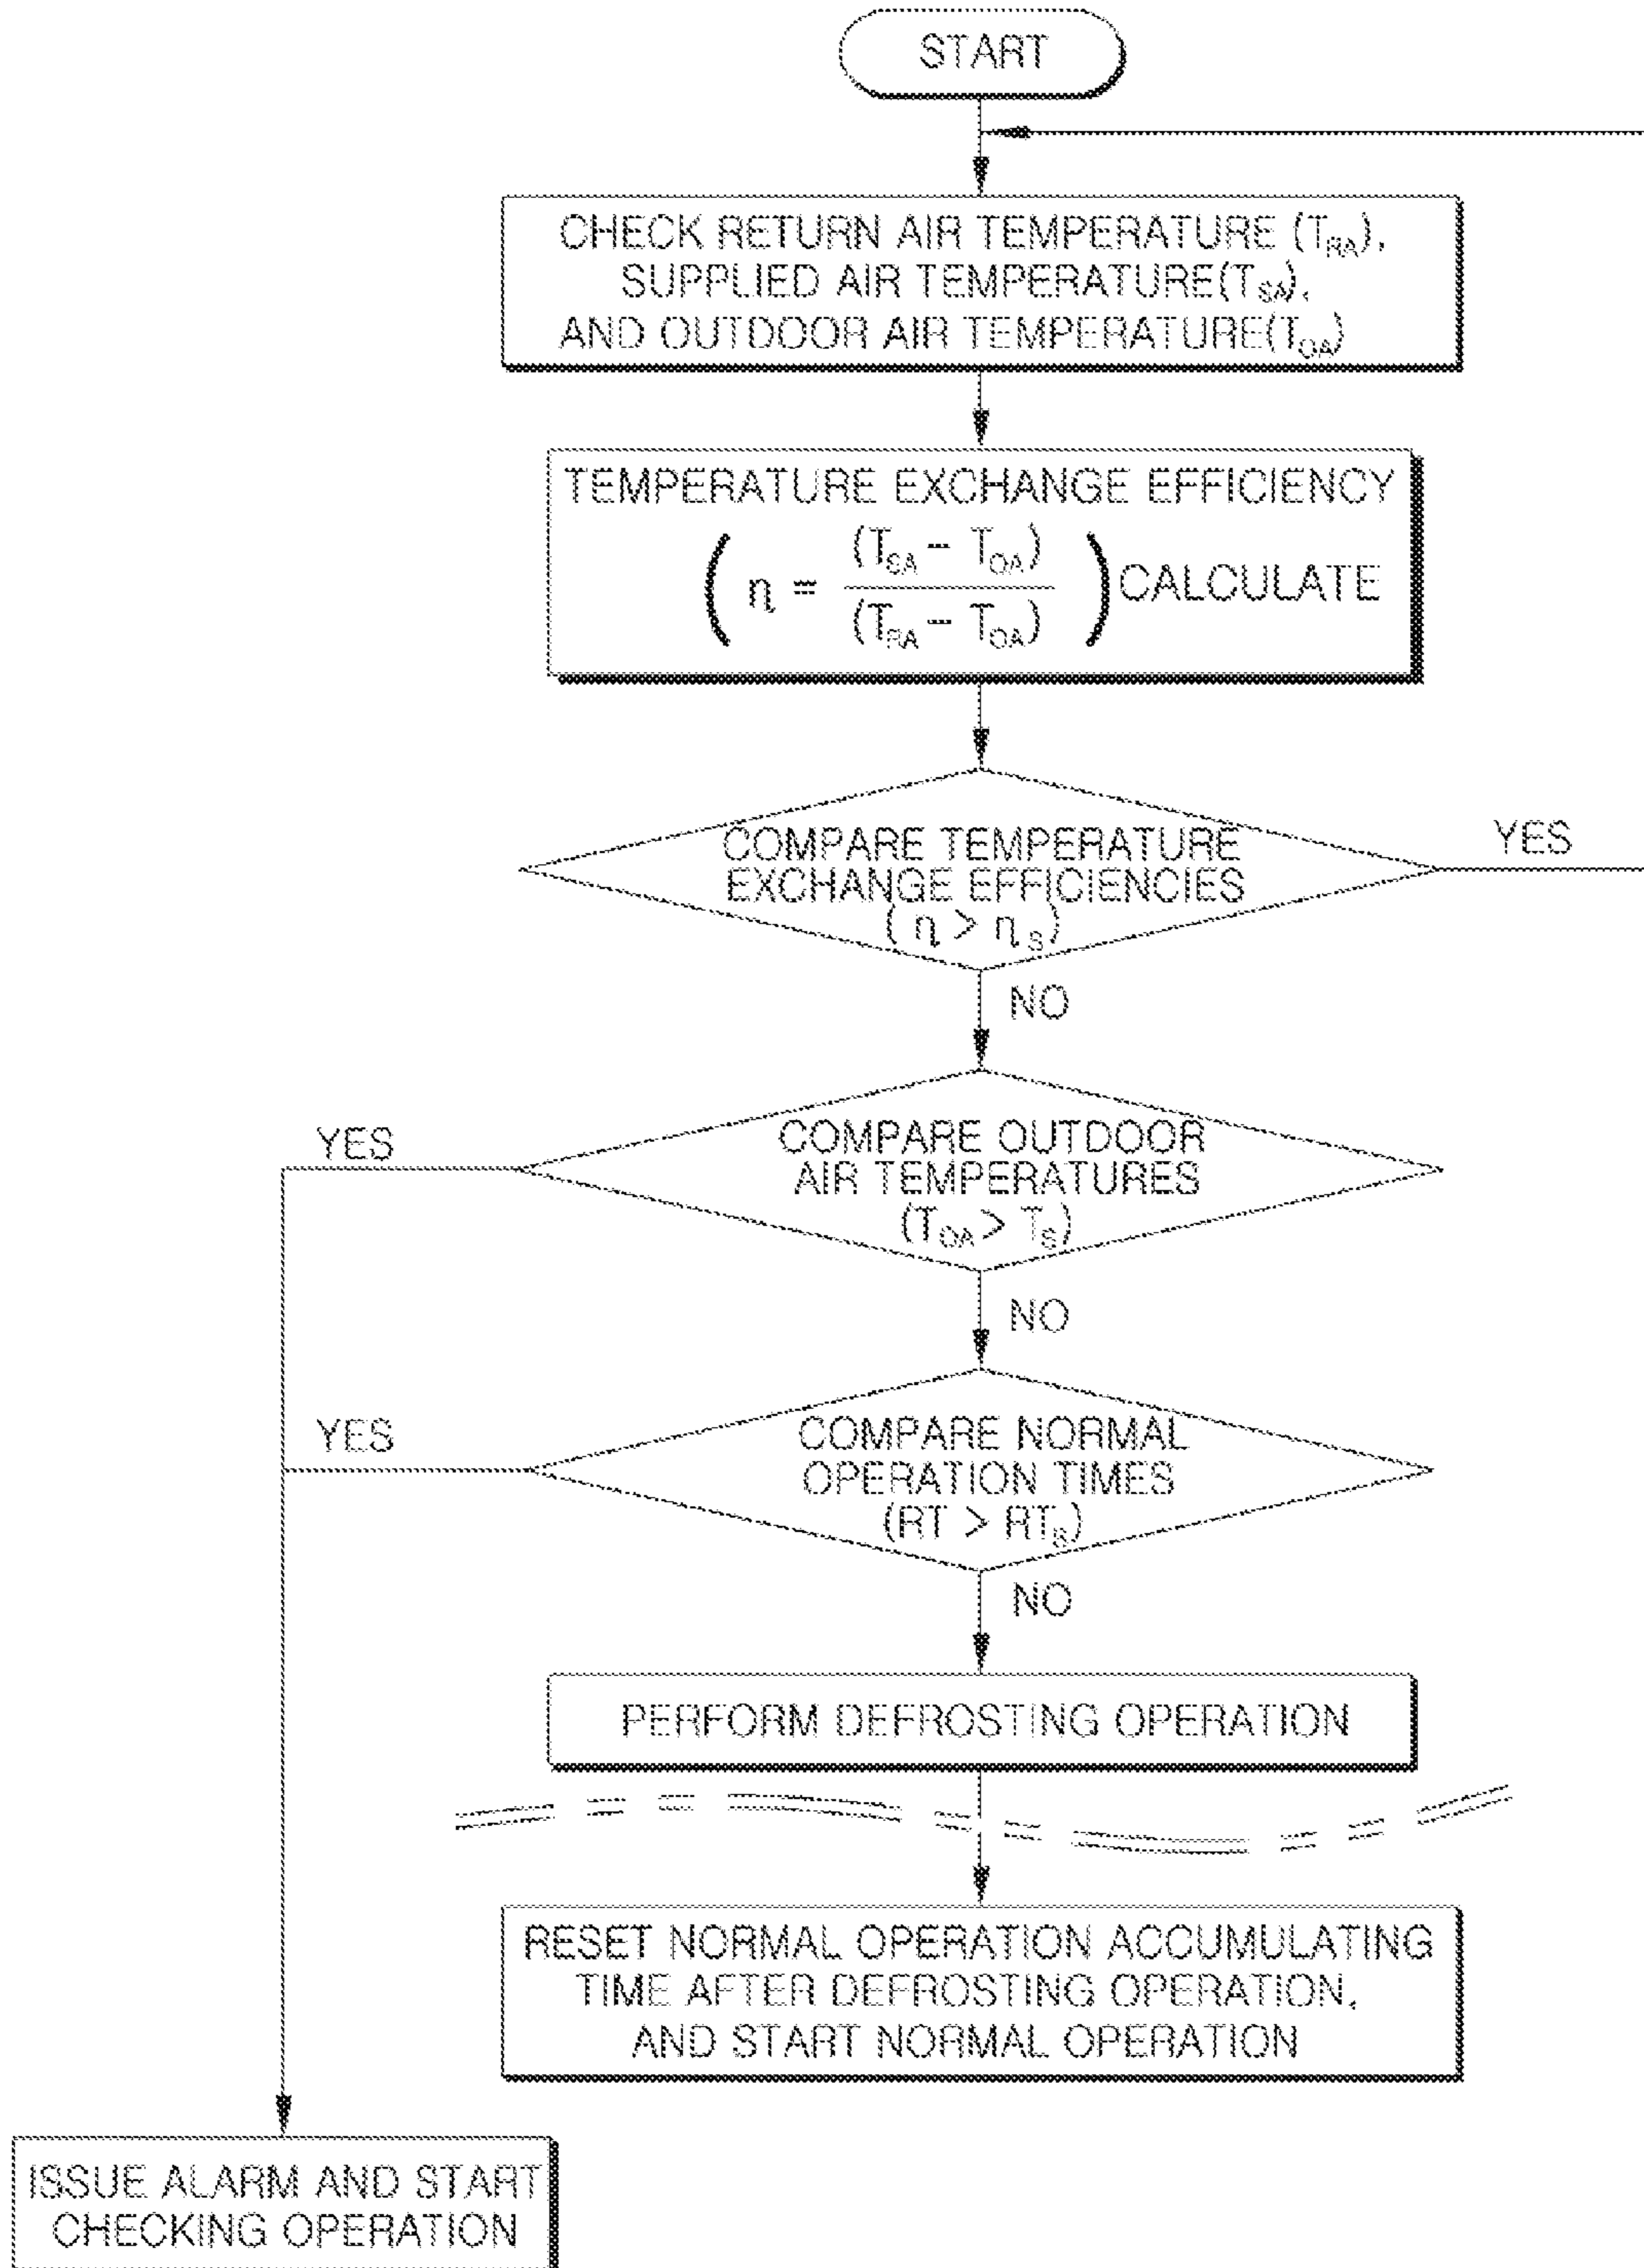 START
CHECK RETURN AIR TEMPERATURE (T_RA),
SUPPLIED AIR TEMPERATURE(T_SA),
AND OUTDOOR AIR TEMPERATURE(T_OA)
TEMPERATURE EXCHANGE EFFICIENCY
( η = (T_SA - T_OA) / (T_RA - T_OA) ) CALCULATE
COMPARE TEMPERATURE
EXCHANGE EFFICIENCIES
( η > η_S)
YES
NO
COMPARE OUTDOOR
AIR TEMPERATURES
(T_OA > T_S)
YES
NO
COMPARE NORMAL
OPERATION TIMES
(RT > RT_S)
YES
NO
PERFORM DEFROSTING OPERATION
RESET NORMAL OPERATION ACCUMULATING
TIME AFTER DEFROSTING OPERATION,
AND START NORMAL OPERATION
ISSUE ALARM AND START
CHECKING OPERATION